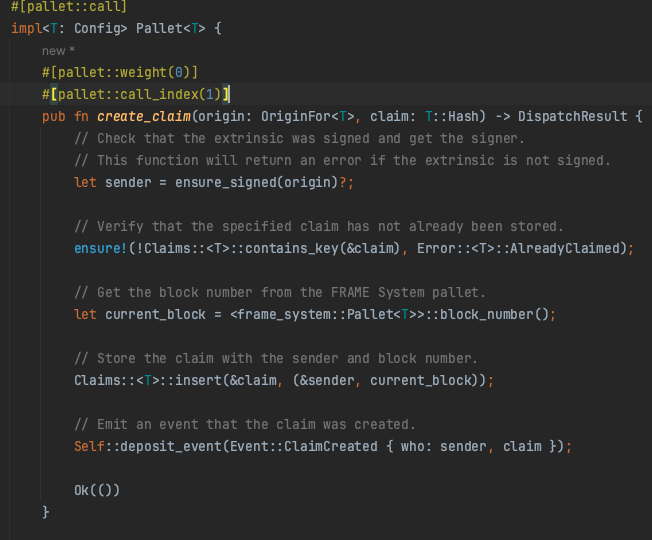 #[pallet::call]
impl<T: Config> Pallet<T> {
new *
#[pallet::weight(0)]
#[pallet::call_index(1)]
pub fn create_claim(origin: OriginFor<T>, claim: T::Hash) -> DispatchResult {
// Check that the extrinsic was signed and get the signer.
// This function will return an error if the extrinsic is not signed.
let sender = ensure_signed(origin)?;
// Verify that the specified claim has not already been stored.
ensure!(!Claims::<T>::contains_key(&claim), Error::<T>::AlreadyClaimed);
// Get the block number from the FRAME System pallet.
let current_block = <frame_system::Pallet<T>>::block_number();
// Store the claim with the sender and block number.
Claims::<T>::insert(&claim, (&sender, current_block));
// Emit an event that the claim was created.
Self::deposit_event(Event::ClaimCreated { who: sender, claim });
Ok(())
}